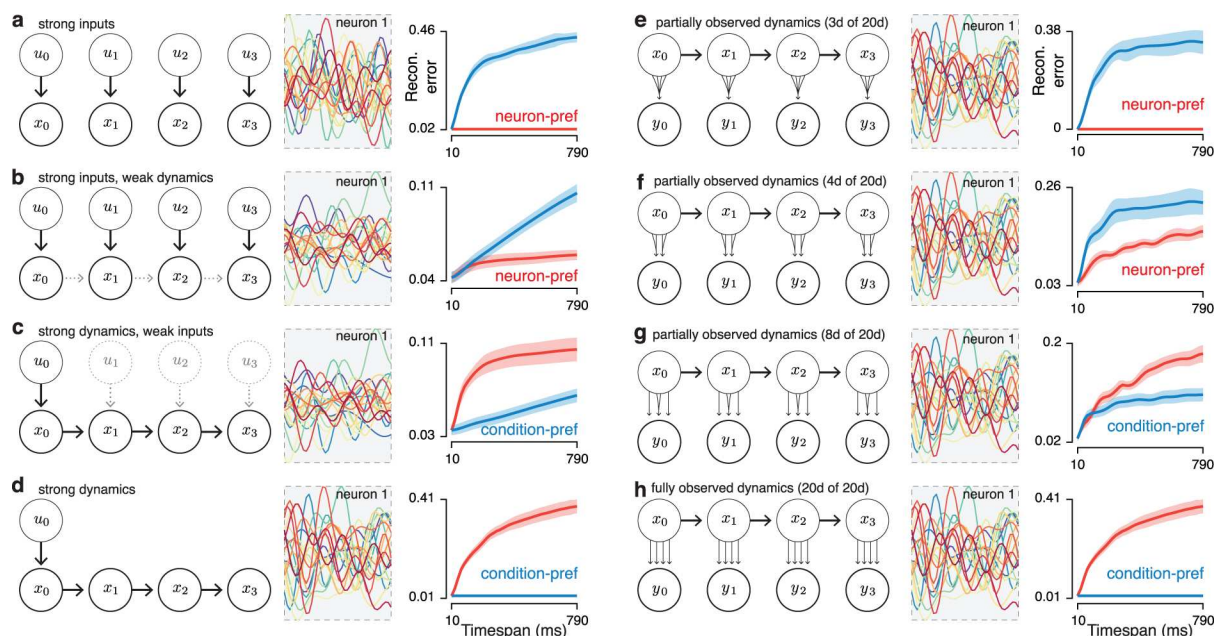 a strong inputs
u0 u1 u2 u3
x0 x1 x2 x3
neuron 1
Recon. error
0.46
neuron-pref
0.02
10 790
b strong inputs, weak dynamics
u0 u1 u2 u3
x0 x1 x2 x3
neuron 1
0.11
neuron-pref
0.04
10 790
c strong dynamics, weak inputs
u0 u1 u2 u3
x0 x1 x2 x3
neuron 1
0.11
condition-pref
0.03
10 790
d strong dynamics
u0
x0 x1 x2 x3
neuron 1
0.41
condition-pref
0.01
10 790
Timespan (ms)
e partially observed dynamics (3d of 20d)
x0 x1 x2 x3
y0 y1 y2 y3
neuron 1
Recon. error
0.38
neuron-pref
0
10 790
f partially observed dynamics (4d of 20d)
x0 x1 x2 x3
y0 y1 y2 y3
neuron 1
0.26
neuron-pref
0.03
10 790
g partially observed dynamics (8d of 20d)
x0 x1 x2 x3
y0 y1 y2 y3
neuron 1
0.2
condition-pref
0.02
10 790
h fully observed dynamics (20d of 20d)
x0 x1 x2 x3
y0 y1 y2 y3
neuron 1
0.41
condition-pref
0.01
10 790
Timespan (ms)